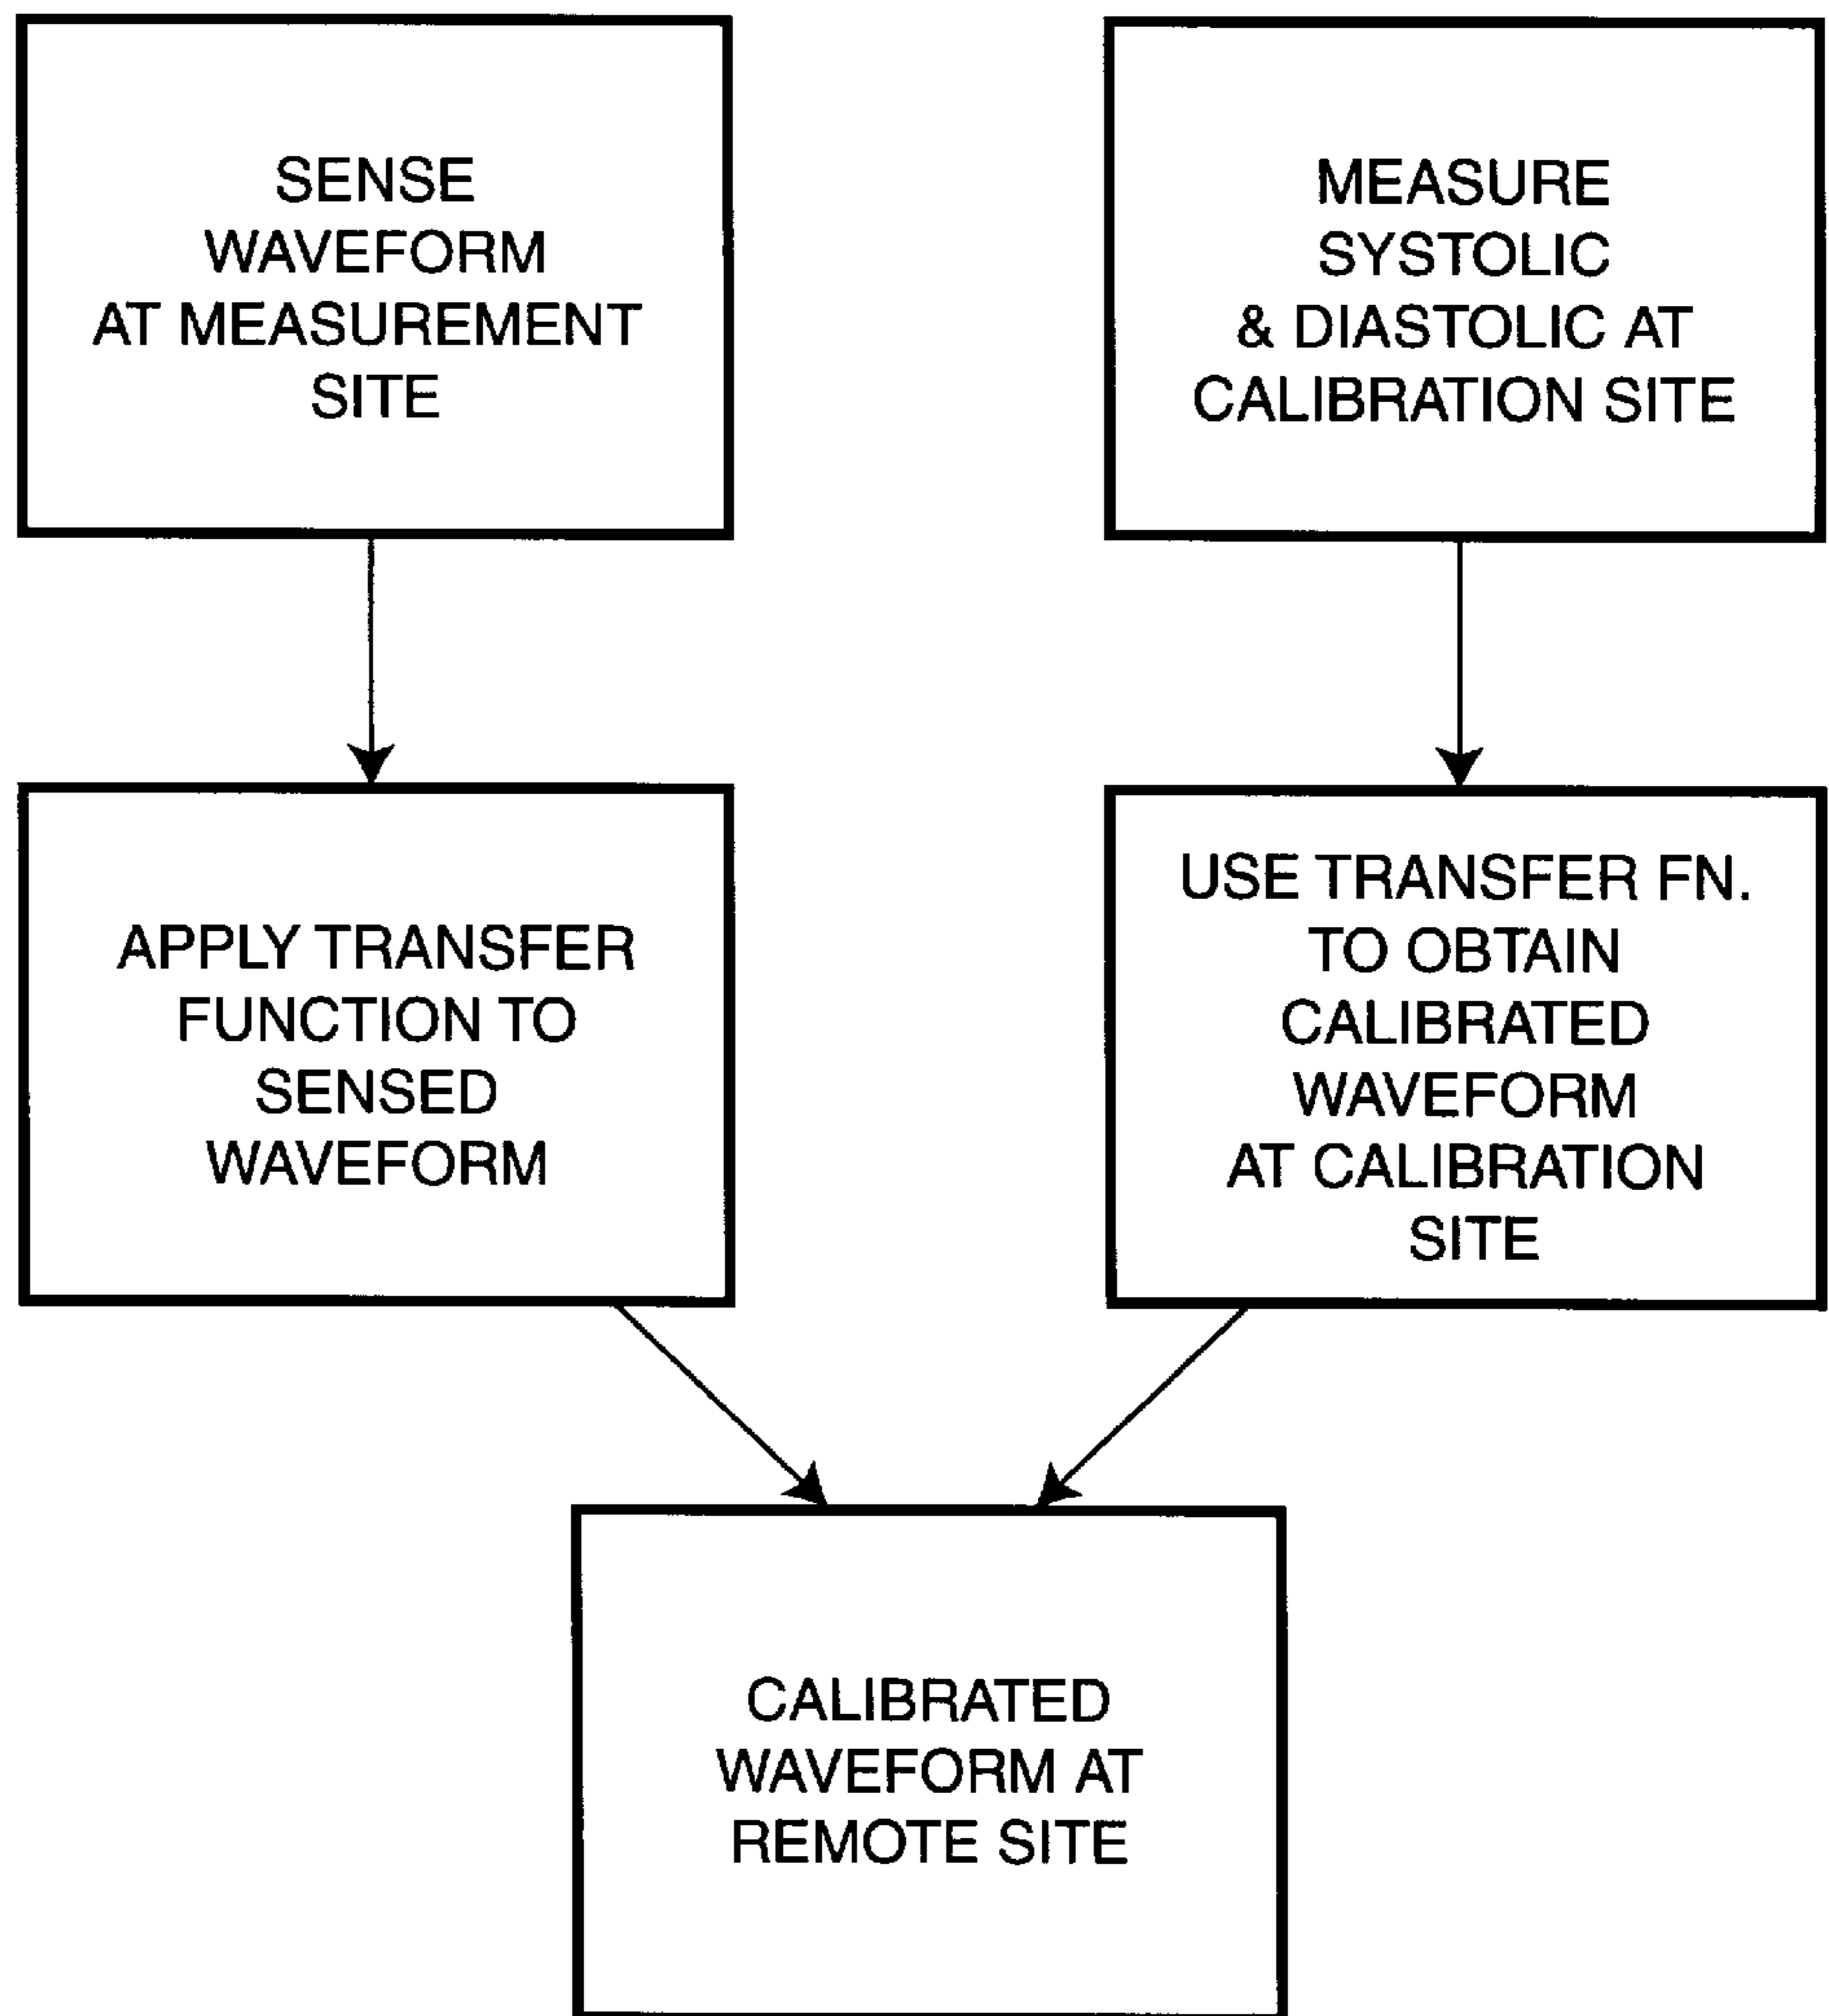 SENSE
WAVEFORM
AT MEASUREMENT
SITE
MEASURE
SYSTOLIC
& DIASTOLIC AT
CALIBRATION SITE
APPLY TRANSFER
FUNCTION TO
SENSED
WAVEFORM
USE TRANSFER FN.
TO OBTAIN
CALIBRATED
WAVEFORM
AT CALIBRATION
SITE
CALIBRATED
WAVEFORM AT
REMOTE SITE